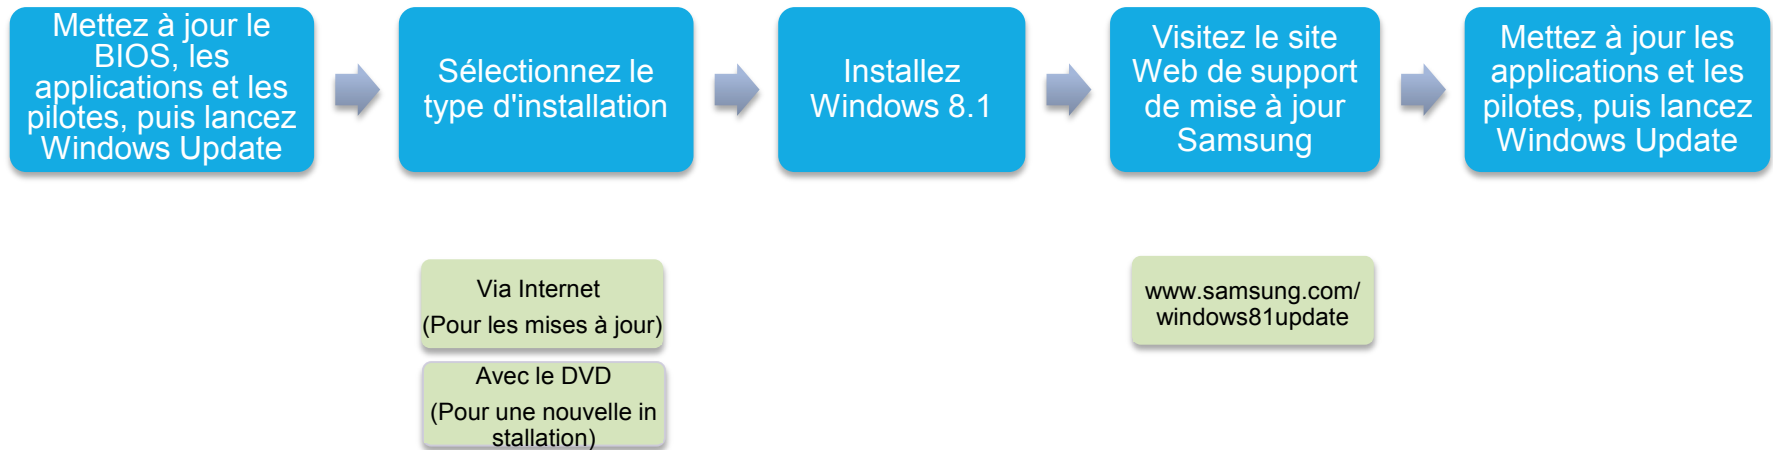 Mettez à jour le
BIOS, les
applications et les
pilotes, puis lancez
Windows Update
Sélectionnez le
type d'installation
Installez
Windows 8.1
Visitez le site
Web de support
de mise à jour
Samsung
Mettez à jour les
applications et les
pilotes, puis lancez
Windows Update
Via Internet
(Pour les mises à jour)
Avec le DVD
(Pour une nouvelle in
stallation)
www.samsung.com/
windows81update